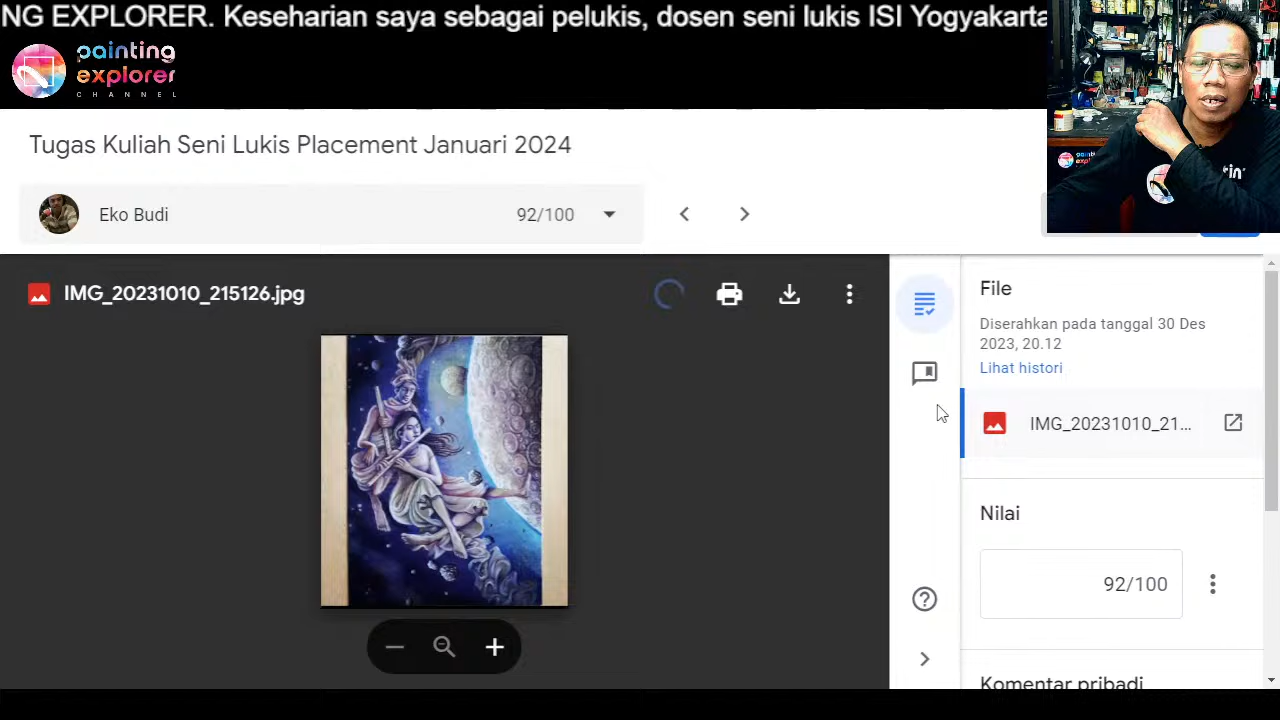 NG EXPLORER. Keseharian saya sebagai pelukis, dosen seni lukis ISI Yogyakarta
painting
explorer
CHANNEL
Tugas Kuliah Seni Lukis Placement Januari 2024
Eko Budi
92/100
IMG_20231010_215126.jpg
File
Diserahkan pada tanggal 30 Des
2023, 20.12
Lihat histori
IMG_20231010_21...
Nilai
92/100
Komentar pribadi